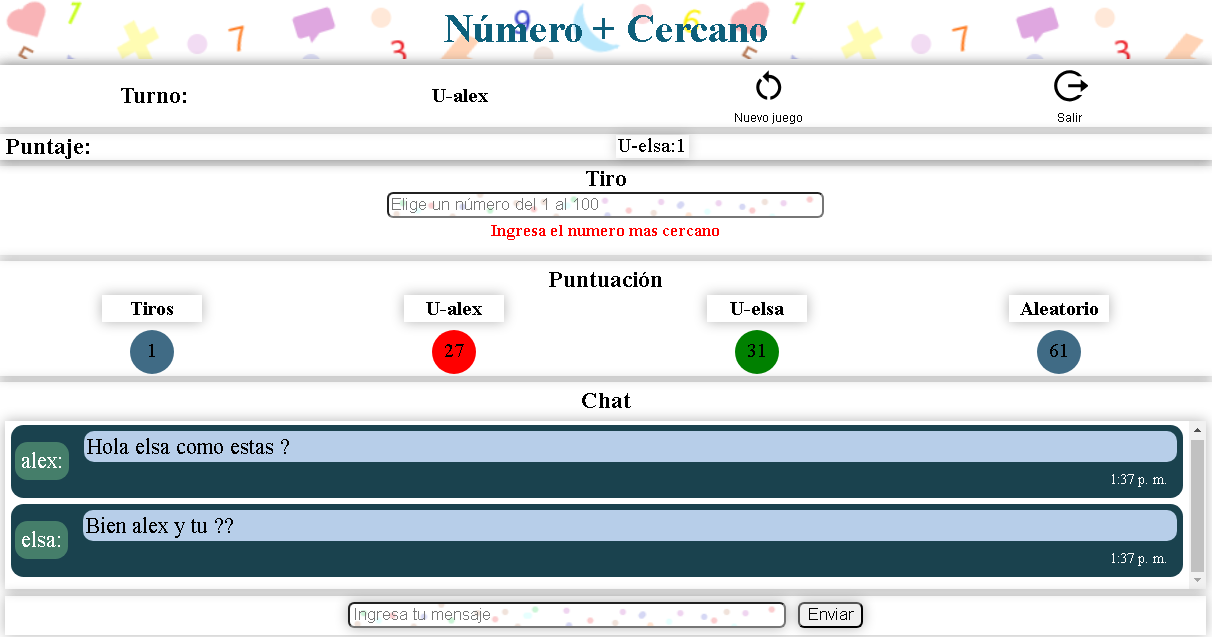 Número + Cercano
Turno:
U-alex
Nuevo juego
Salir
Puntaje:
U-elsa:1
Tiro
Elige un número del 1 al 100
Ingresa el numero mas cercano
Puntuación
Tiros
U-alex
U-elsa
Aleatorio
1
27
31
61
Chat
alex:
Hola elsa como estas ?
1:37 p. m.
elsa:
Bien alex y tu ??
1:37 p. m.
Ingresa tu mensaje
Enviar